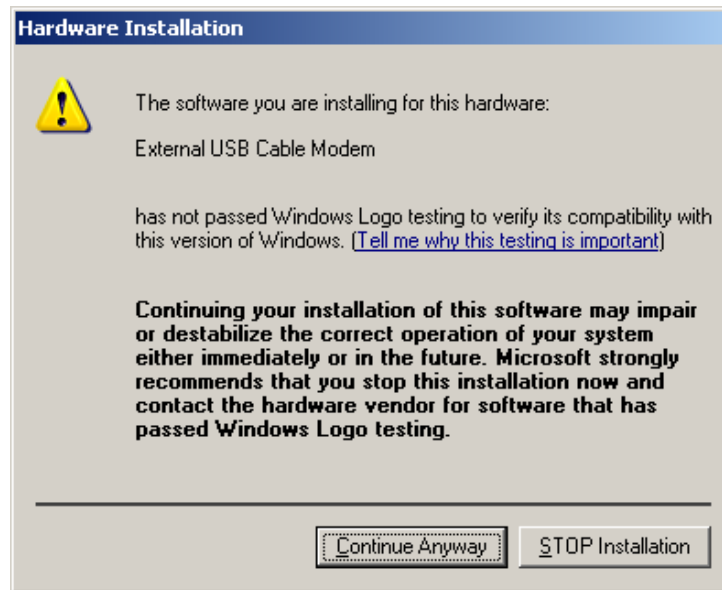 Hardware Installation
The software you are installing for this hardware:
External USB Cable Modem
has not passed Windows Logo testing to verify its compatibility with
this version of Windows. (Tell me why this testing is important)
Continuing your installation of this software may impair
or destabilize the correct operation of your system
either immediately or in the future. Microsoft strongly
recommends that you stop this installation now and
contact the hardware vendor for software that has
passed Windows Logo testing.
Continue Anyway
STOP Installation